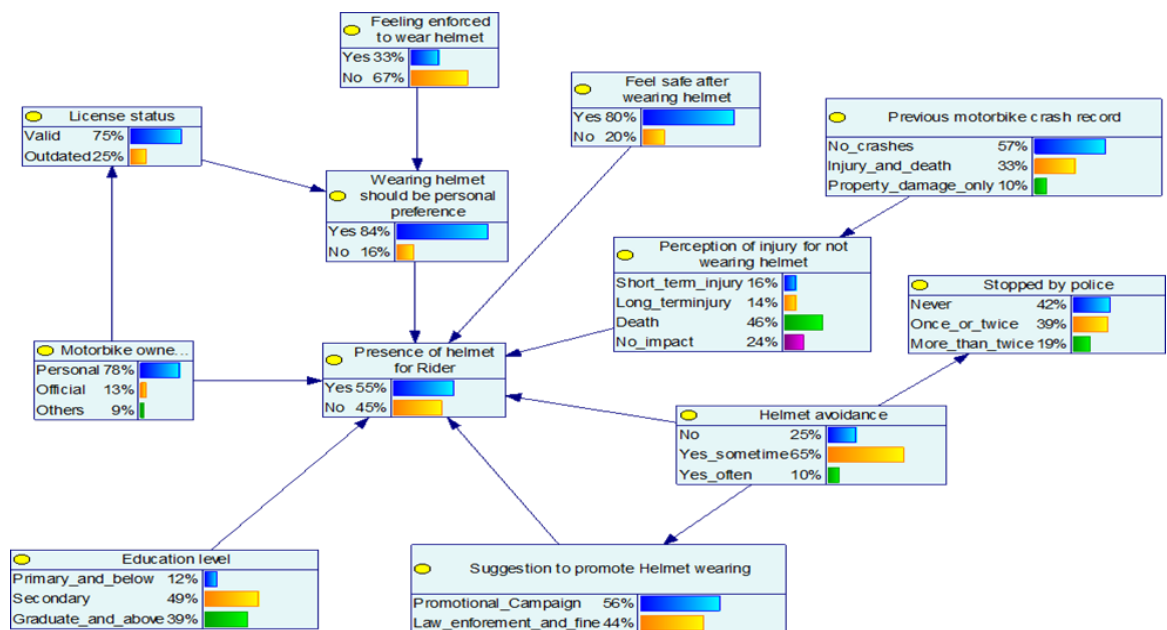 Feeling enforced
to wear helmet
Yes 33%
No 67%
Feel safe after
wearing helmet
Yes 80%
No 20%
License status
Valid 75%
Outdated 25%
Previous motorbike crash record
No_crashes 57%
Injury_and_death 33%
Property_damage_only 10%
Wearing helmet
should be personal
preference
Yes 84%
No 16%
Perception of injury for not
wearing helmet
Short_term_injury 16%
Long_terminjury 14%
Death 46%
No_impact 24%
Stopped by police
Never 42%
Once_or_twice 39%
More_than_twice 19%
Motorbike owne...
Personal 78%
Official 13%
Others 9%
Presence of helmet
for Rider
Yes 55%
No 45%
Helmet avoidance
No 25%
Yes_sometime 65%
Yes_often 10%
Education level
Primary_and_below 12%
Secondary 49%
Graduate_and_above 39%
Suggestion to promote Helmet wearing
Promotional_Campaign 56%
Law_enforement_and_fine 44%